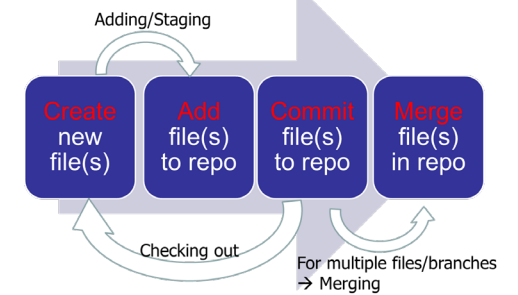 Adding/Staging
Create
new
file(s)
Add
file(s)
to repo
Commit
file(s)
to repo
Merge
file(s)
in repo
Checking out
For multiple files/branches
→ Merging